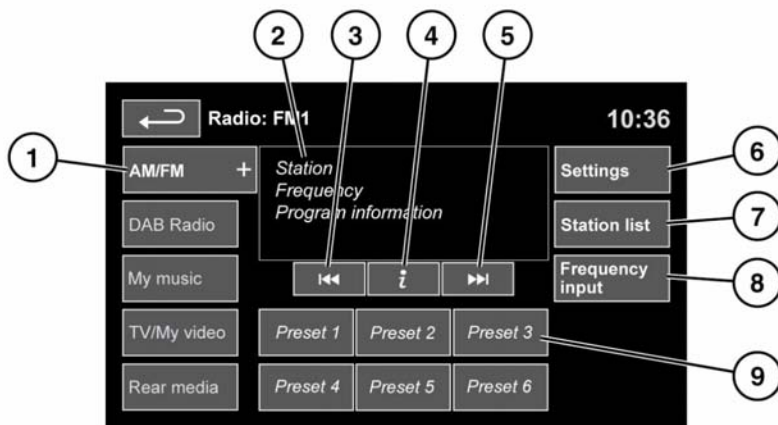 2
3
4
5
Radio: FM1
10:36
1
AM/FM +
Station
Frequency
Program information
Settings
6
DAB Radio
Station list
7
My music
i
Frequency
input
8
TV/My video
Preset 1
Preset 2
Preset 3
9
Rear media
Preset 4
Preset 5
Preset 6